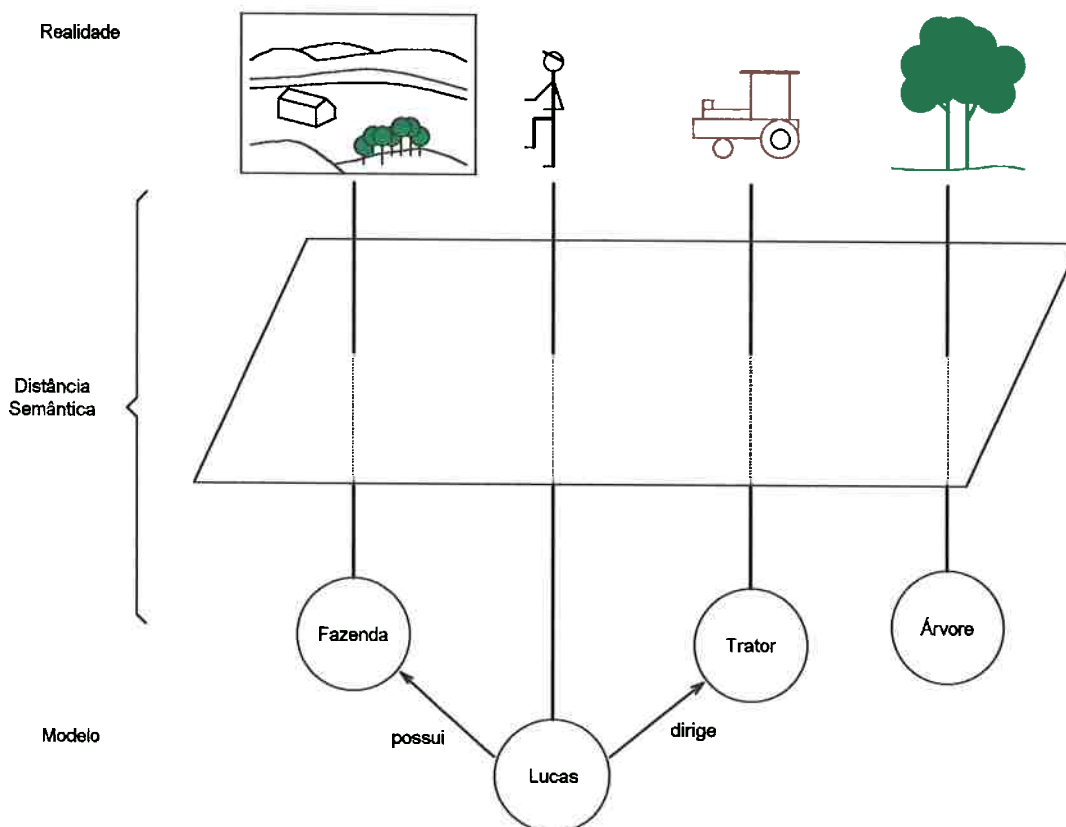 Realidade
Distância
Semântica
Fazenda
Trator
Árvore
possui
dirige
Modelo
Lucas